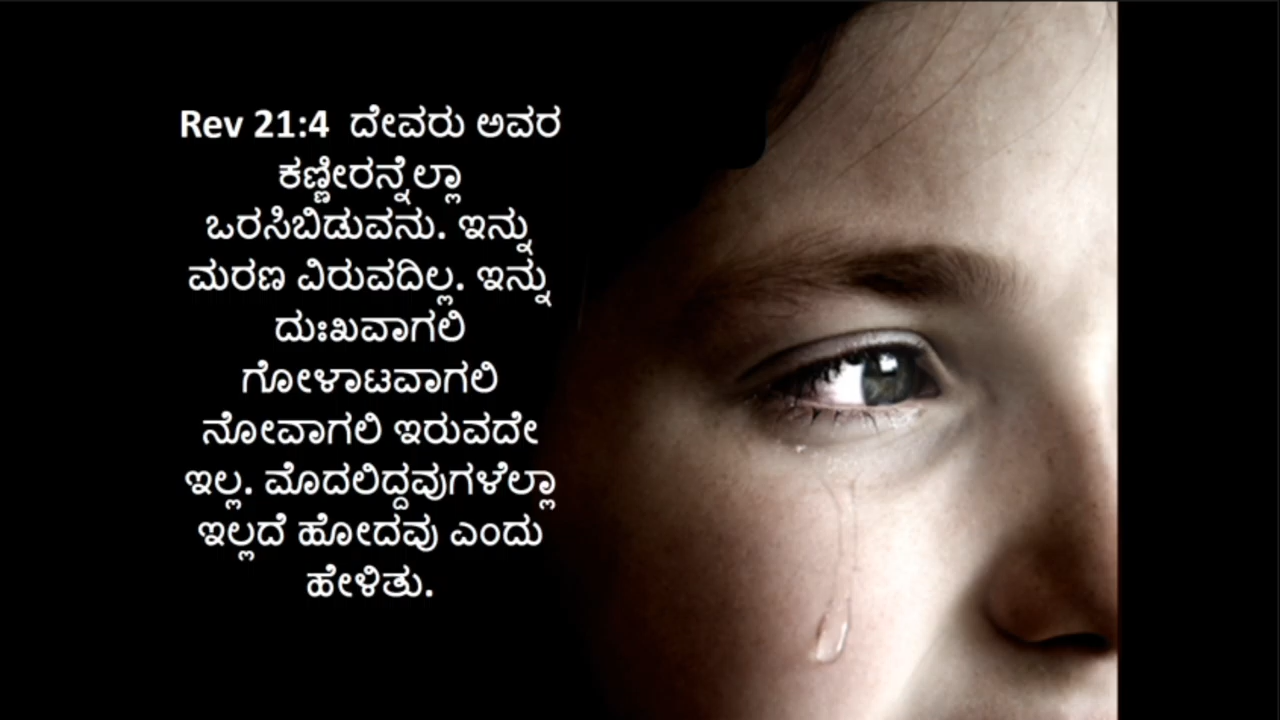 Rev 21:4 ದೇವರು ಅವರ
ಕಣ್ಣೀರನ್ನೆಲ್ಲಾ
ಒರಸಿಬಿಡುವನು. ಇನ್ನು
ಮರಣ ವಿರುವದಿಲ್ಲ. ಇನ್ನು
ದುಃಖವಾಗಲಿ
ಗೋಳಾಟವಾಗಲಿ
ನೋವಾಗಲಿ ಇರುವದೇ
ಇಲ್ಲ. ಮೊದಲಿದ್ದವುಗಳೆಲ್ಲಾ
ಇಲ್ಲದೆ ಹೋದವು ಎಂದು
ಹೇಳಿತು.